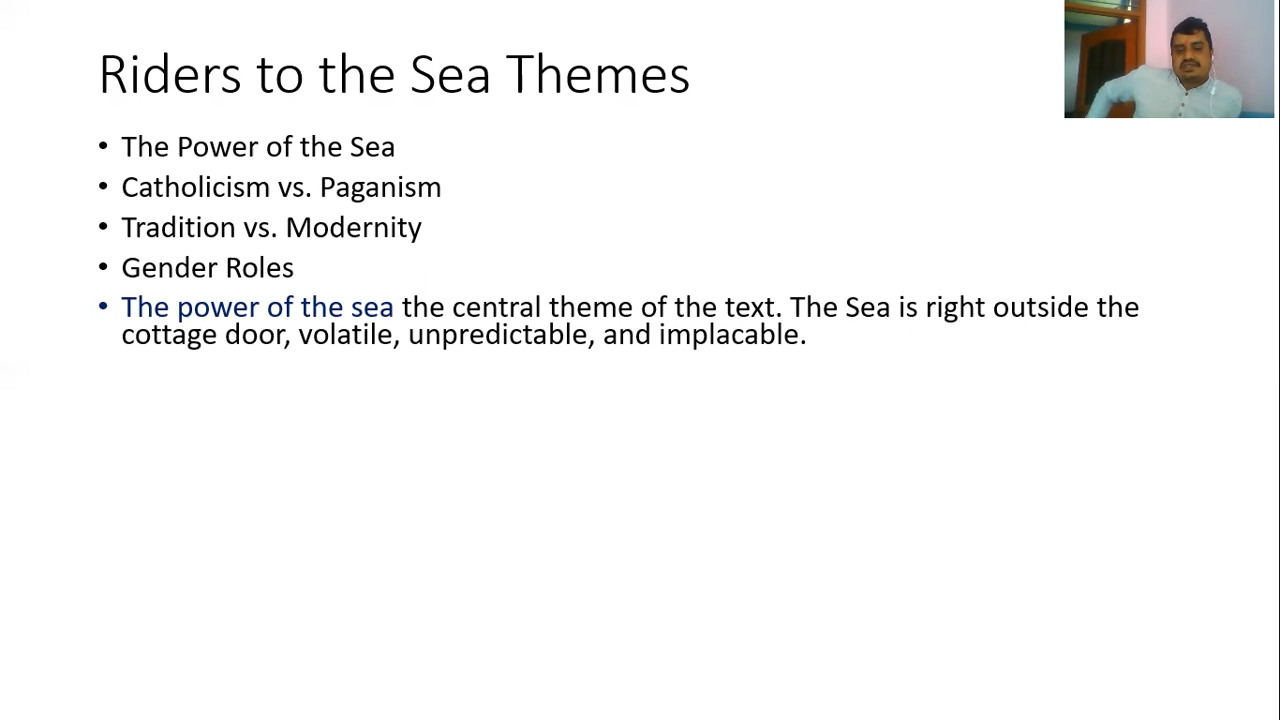 Riders to the Sea Themes
• The Power of the Sea
• Catholicism vs. Paganism
• Tradition vs. Modernity
• Gender Roles
• The power of the sea the central theme of the text. The Sea is right outside the
cottage door, volatile, unpredictable, and implacable.